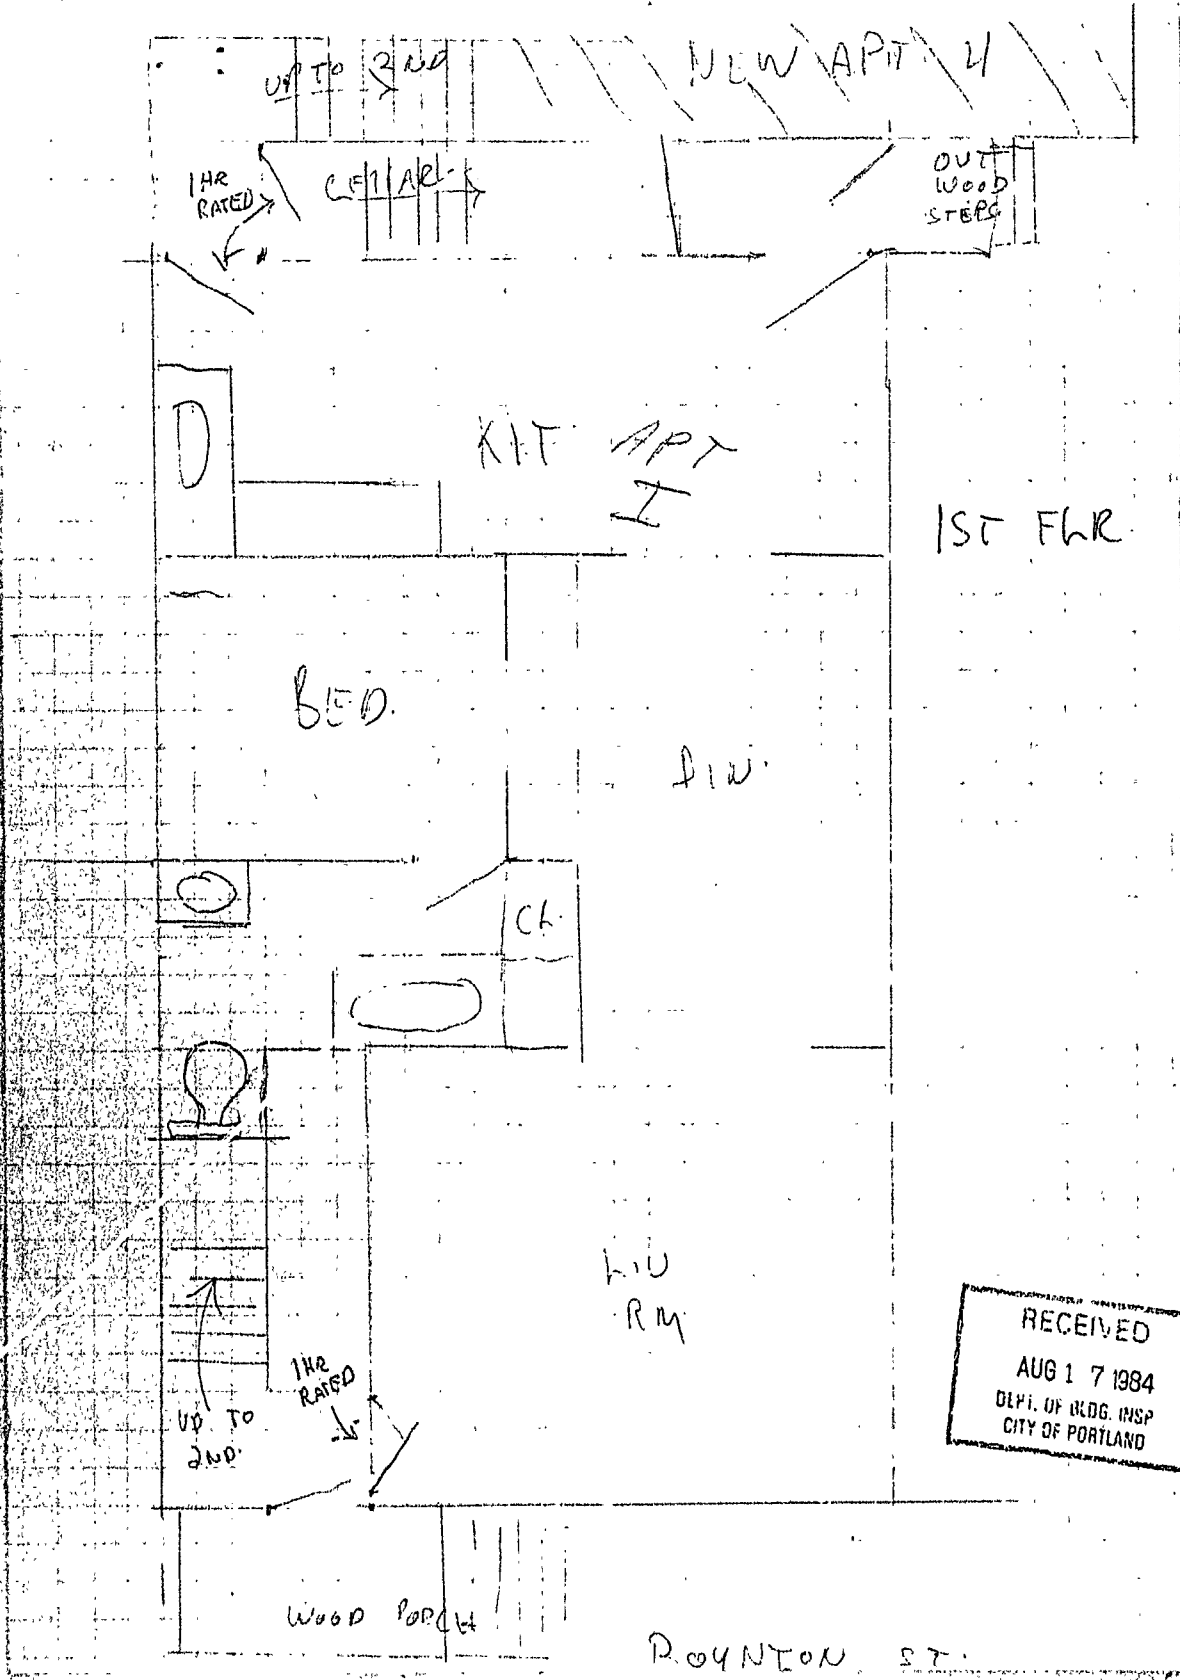 UP TO 2ND
NEW APT 4
1HR
RATED
CELLAR
OUT
WOOD
STEPS
KIT APT
I
1ST FLR
BED.
DIN.
CL.
LIV
RM
1HR
RATED
UP TO
2ND.
RECEIVED
AUG 17 1984
DEPT. OF BLDG. INSP
CITY OF PORTLAND
WOOD PORCH
BOYNTON ST.